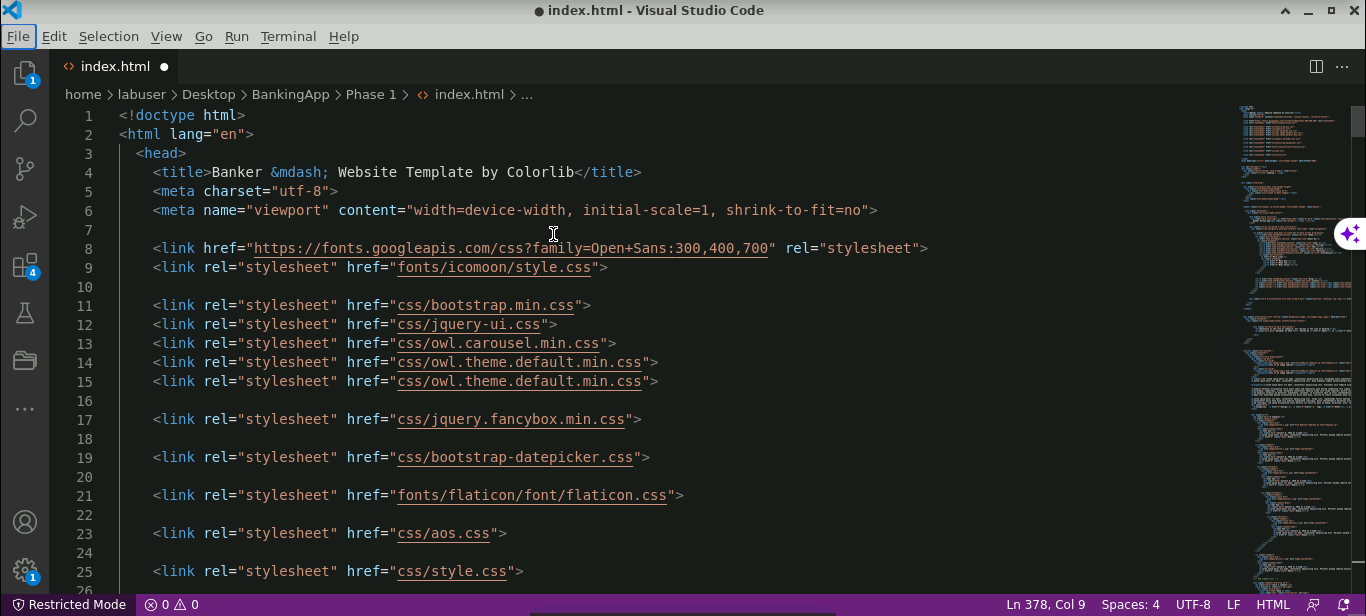 ● index.html - Visual Studio Code
File Edit Selection View Go Run Terminal Help
index.html ●
home > labuser > Desktop > BankingApp > Phase 1 > <> index.html > ...
1 <!doctype html>
2 <html lang="en">
3 <head>
4 <title>Banker &mdash; Website Template by Colorlib</title>
5 <meta charset="utf-8">
6 <meta name="viewport" content="width=device-width, initial-scale=1, shrink-to-fit=no">
7
8 <link href="https://fonts.googleapis.com/css?family=Open+Sans:300,400,700" rel="stylesheet">
9 <link rel="stylesheet" href="fonts/icomoon/style.css">
10
11 <link rel="stylesheet" href="css/bootstrap.min.css">
12 <link rel="stylesheet" href="css/jquery-ui.css">
13 <link rel="stylesheet" href="css/owl.carousel.min.css">
14 <link rel="stylesheet" href="css/owl.theme.default.min.css">
15 <link rel="stylesheet" href="css/owl.theme.default.min.css">
16
17 <link rel="stylesheet" href="css/jquery.fancybox.min.css">
18
19 <link rel="stylesheet" href="css/bootstrap-datepicker.css">
20
21 <link rel="stylesheet" href="fonts/flaticon/font/flaticon.css">
22
23 <link rel="stylesheet" href="css/aos.css">
24
25 <link rel="stylesheet" href="css/style.css">
26
1
4
1
Restricted Mode 0 0 Ln 378, Col 9 Spaces: 4 UTF-8 LF HTML